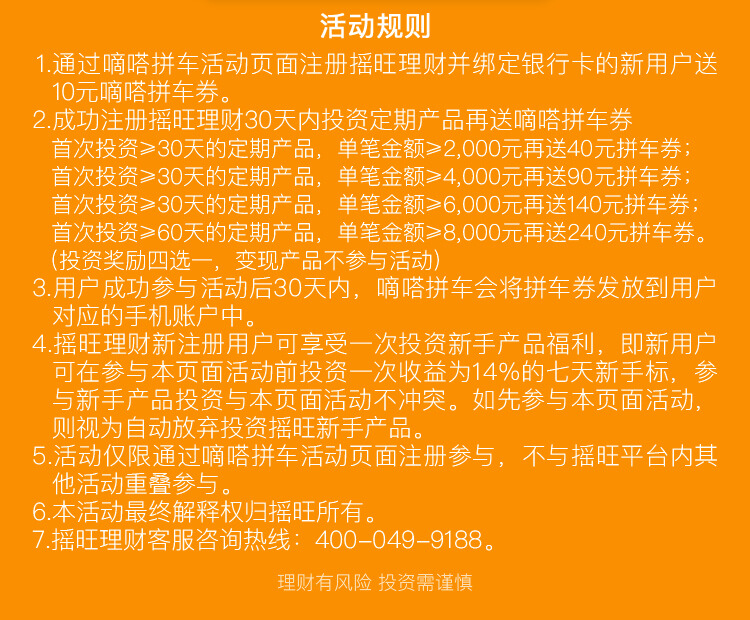 活动规则
1.通过嘀嗒拼车活动页面注册摇旺理财并绑定银行卡的新用户送
10元嘀嗒拼车券。
2.成功注册摇旺理财30天内投资定期产品再送嘀嗒拼车券
首次投资≥30天的定期产品，单笔金额≥2,000元再送40元拼车券；
首次投资≥30天的定期产品，单笔金额≥4,000元再送90元拼车券；
首次投资≥30天的定期产品，单笔金额≥6,000元再送140元拼车券；
首次投资≥60天的定期产品，单笔金额≥8,000元再送240元拼车券。
(投资奖励四选一，变现产品不参与活动)
3.用户成功参与活动后30天内，嘀嗒拼车会将拼车券发放到用户
对应的手机账户中。
4.摇旺理财新注册用户可享受一次投资新手产品福利，即新用户
可在参与本页面活动前投资一次收益为14%的七天新手标，参
与新手产品投资与本页面活动不冲突。如先参与本页面活动，
则视为自动放弃投资摇旺新手产品。
5.活动仅限通过嘀嗒拼车活动页面注册参与，不与摇旺平台内其
他活动重叠参与。
6.本活动最终解释权归摇旺所有。
7.摇旺理财客服咨询热线：400-049-9188。
理财有风险 投资需谨慎